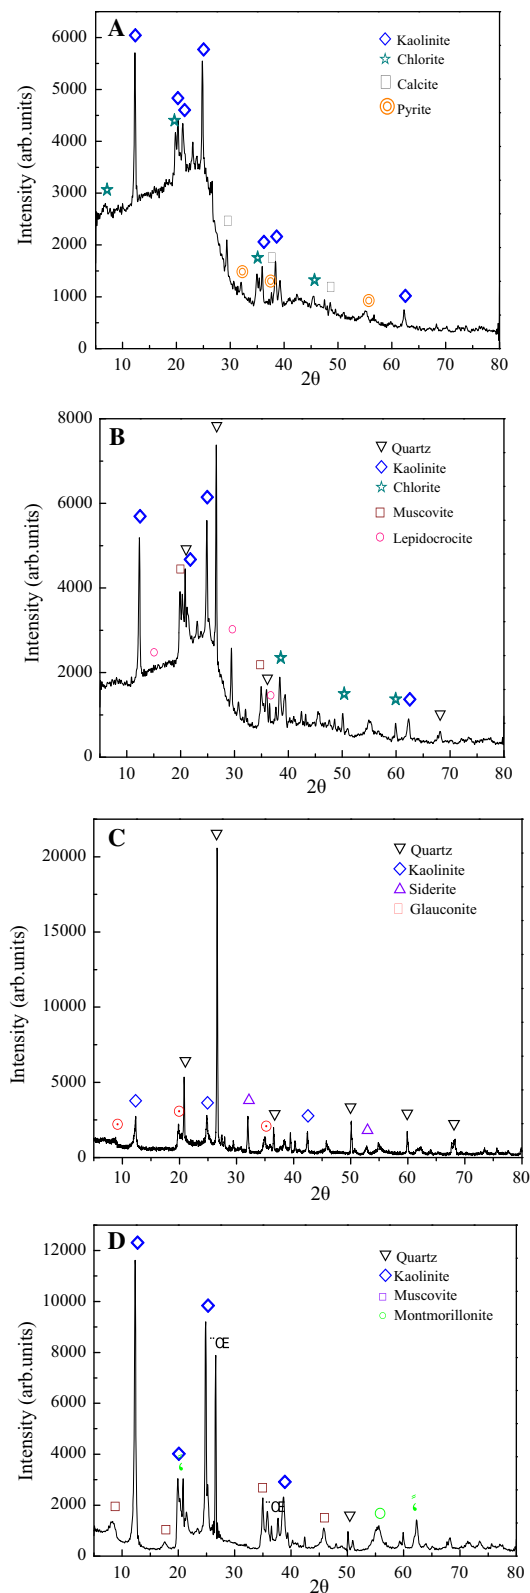 A
Kaolinite
Chlorite
Calcite
Pyrite
Intensity (arb.units)
6000
5000
4000
3000
2000
1000
0
10 20 30 40 50 60 70 80
2θ
B
Quartz
Kaolinite
Chlorite
Muscovite
Lepidocrocite
Intensity (arb.units)
8000
6000
4000
2000
0
10 20 30 40 50 60 70 80
2θ
C
Quartz
Kaolinite
Siderite
Glauconite
Intensity (arb.units)
20000
15000
10000
5000
0
10 20 30 40 50 60 70 80
2θ
D
Quartz
Kaolinite
Muscovite
Montmorillonite
Intensity (arb.units)
12000
10000
8000
6000
4000
2000
0
¨Œ
¨Œ
10 20 30 40 50 60 70 80
2θ